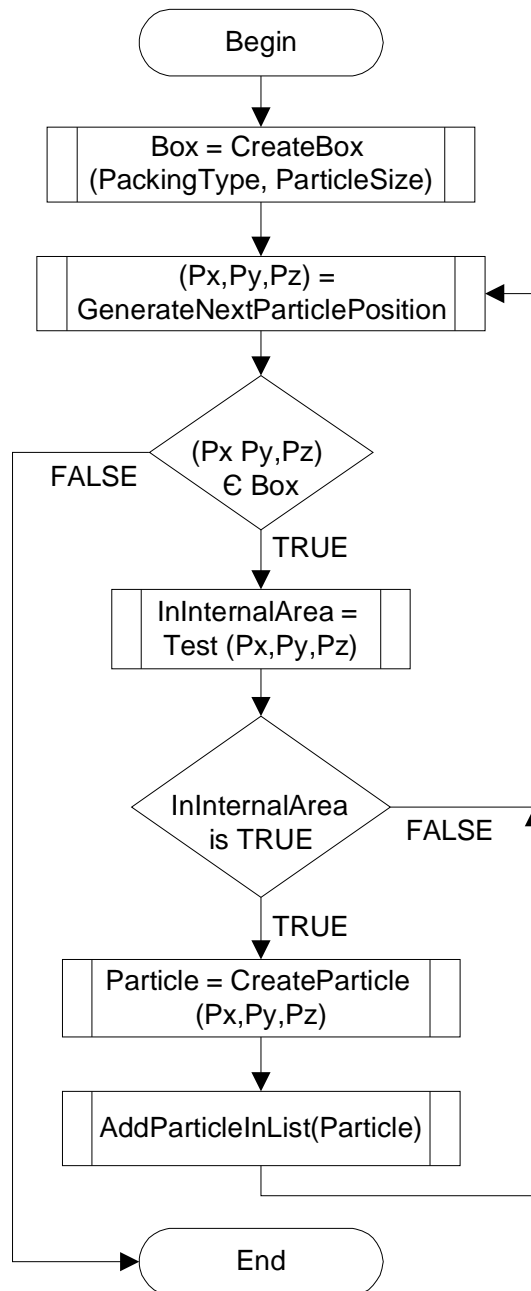 Begin
Box = CreateBox
(PackingType, ParticleSize)
(Px,Py,Pz) =
GenerateNextParticlePosition
(Px Py,Pz)
Є Box
FALSE
TRUE
InInternalArea =
Test (Px,Py,Pz)
InInternalArea
is TRUE
FALSE
TRUE
Particle = CreateParticle
(Px,Py,Pz)
AddParticleInList(Particle)
End